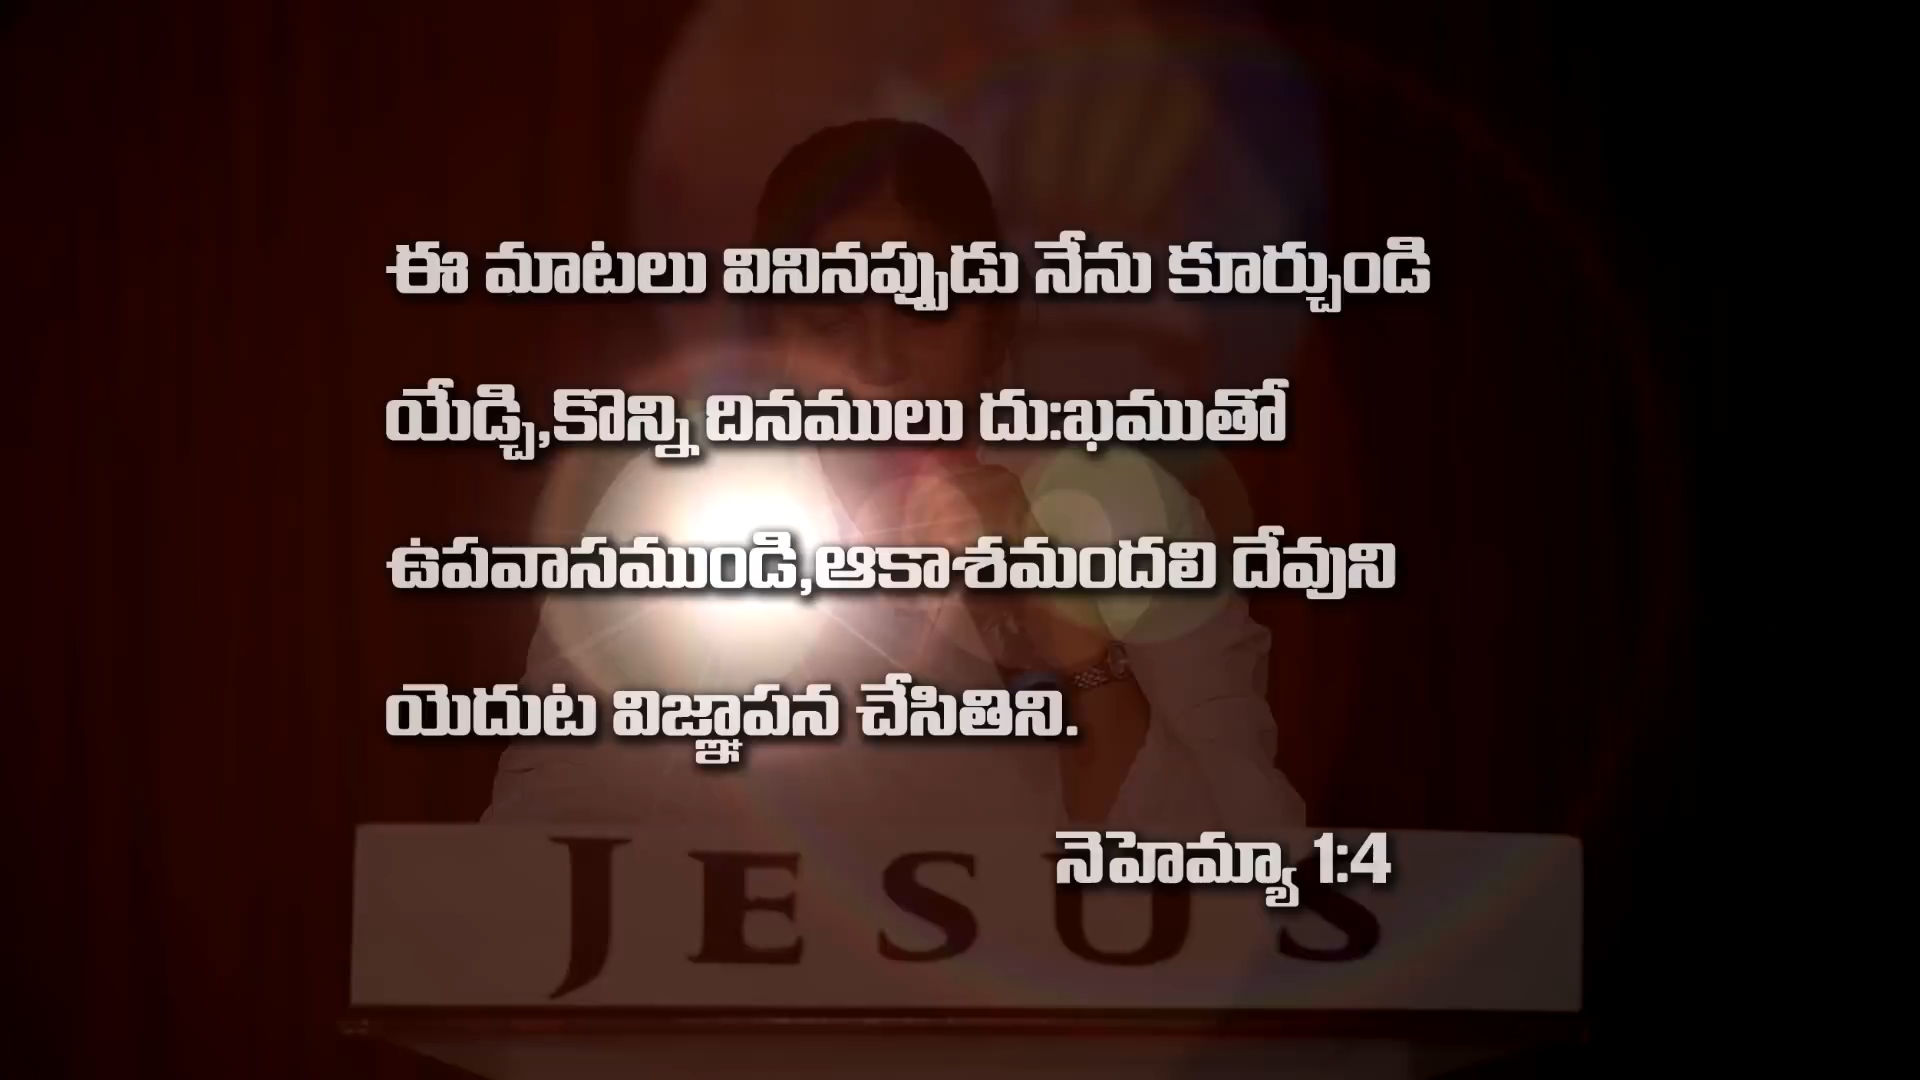 ఈ మాటలు వినినప్పుడు నేను కూర్చుండి
యేడ్చి,కొన్ని దినములు దు:ఖముతో
ఉపవాసముండి,ఆకాశమందలి దేవుని
యెదుట విజ్ఞాపన చేసితిని.
నెహెమ్యా 1:4
JESUS